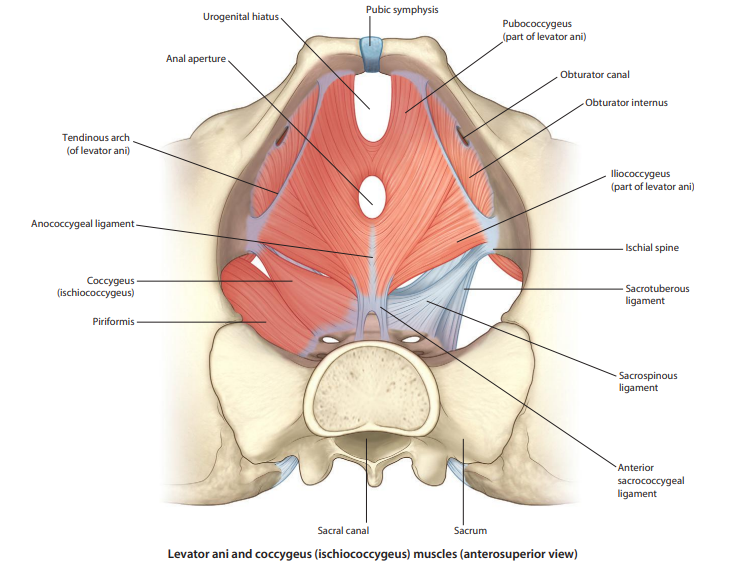 Pubic symphysis
Urogenital hiatus
Pubococcygeus
(part of levator ani)
Anal aperture
Obturator canal
Obturator internus
Tendinous arch
(of levator ani)
Iliococcygeus
(part of levator ani)
Anococcygeal ligament
Ischial spine
Coccygeus
(ischiococcygeus)
Sacrotuberous
ligament
Piriformis
Sacrospinous
ligament
Anterior
sacrococcygeal
ligament
Sacral canal
Sacrum
Levator ani and coccygeus (ischiococcygeus) muscles (anterosuperior view)